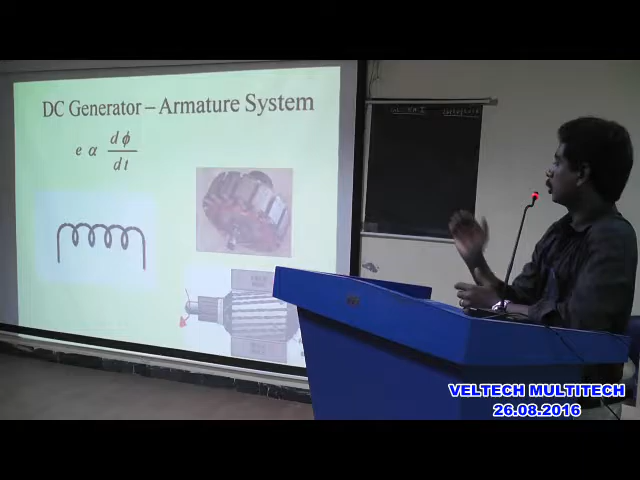 DC Generator – Armature System
e α dϕ
dt
VELTECH MULTITECH
26.08.2016